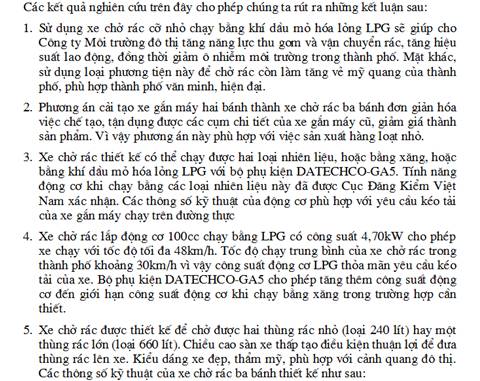 Các kết quả nghiên cứu trên đây cho phép chúng ta rút ra những kết luận sau:
1. Sử dụng xe chở rác cỡ nhỏ chạy bằng khí dầu mỏ hóa lỏng LPG sẽ giúp cho
Công ty Môi trường đô thị tăng năng lực thu gom và vận chuyển rác, tăng hiệu
suất lao động, đồng thời giảm ô nhiễm môi trường trong thành phố. Mặt khác,
sử dụng loại phương tiện này để chở rác còn làm tăng vẻ mỹ quang của thành
phố, phù hợp thành phố văn minh, hiện đại.
2. Phương án cải tạo xe gắn máy hai bánh thành xe chở rác ba bánh đơn giản hóa
việc chế tạo, tận dụng được các cụm chi tiết của xe gắn máy cũ, giảm giá thành
sản phẩm. Vì vậy phương án này phù hợp với việc sản xuất hàng loạt nhỏ.
3. Xe chở rác thiết kế có thể chạy được hai loại nhiên liệu, hoặc bằng xăng, hoặc
bằng khí dầu mỏ hóa lỏng LPG với bộ phụ kiện DATECHCO-GA5. Tính năng
động cơ khi chạy bằng các loại nhiên liệu này đã được Cục Đăng Kiểm Việt
Nam xác nhận. Các thông số kỹ thuật của động cơ phù hợp với yêu cầu kéo
tải của xe gắn máy chạy trên đường thực
4. Xe chở rác lắp động cơ 100cc chạy bằng LPG có công suất 4,70kW cho phép
xe chạy với tốc độ tối đa 48km/h. Tốc độ chạy trung bình của xe chở rác trong
thành phố khoảng 30km/h vì vậy công suất động cơ LPG thỏa mãn yêu cầu kéo
tải của xe. Bộ phụ kiện DATECHCO-GA5 cho phép tăng thêm công suất động
cơ đến giới hạn công suất động cơ khi chạy bằng xăng trong trường hợp cần
thiết.
5. Xe chở rác được thiết kế để chở được hai thùng rác nhỏ (loại 240 lít) hay một
thùng rác lớn (loại 660 lít). Chiều cao sàn xe thấp tạo điều kiện thuận lợi để đưa
thùng rác lên xe. Kiểu dáng xe đẹp, thẩm mỹ, phù hợp với cảnh quang đô thị.
Các thông số kỹ thuật của xe chở rác ba bánh thiết kế như sau: